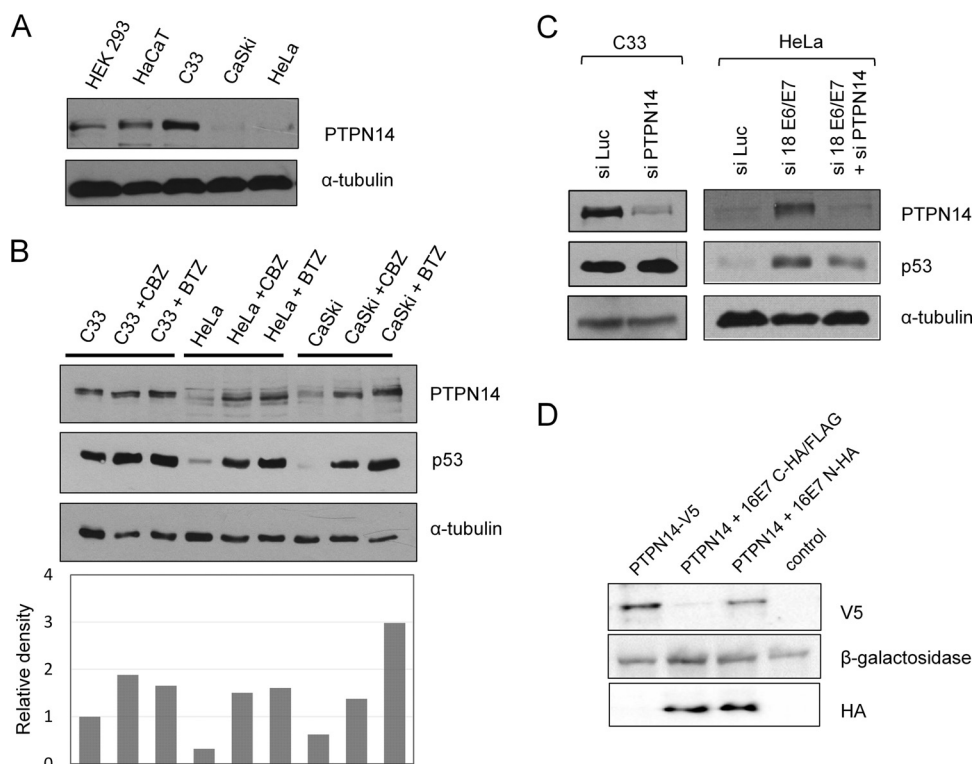 A
HEK 293
HaCaT
C33
CaSki
HeLa
PTPN14
α-tubulin
B
C33
C33 +CBZ
C33 + BTZ
HeLa
HeLa +CBZ
HeLa + BTZ
CaSki
CaSki +CBZ
CaSki + BTZ
PTPN14
p53
α-tubulin
Relative density
4
3
2
1
0
C
C33
HeLa
si Luc
si PTPN14
si Luc
si 18 E6/E7
si 18 E6/E7
+ si PTPN14
PTPN14
p53
α-tubulin
D
PTPN14-V5
PTPN14 + 16E7 C-HA/FLAG
PTPN14 + 16E7 N-HA
control
V5
β-galactosidase
HA